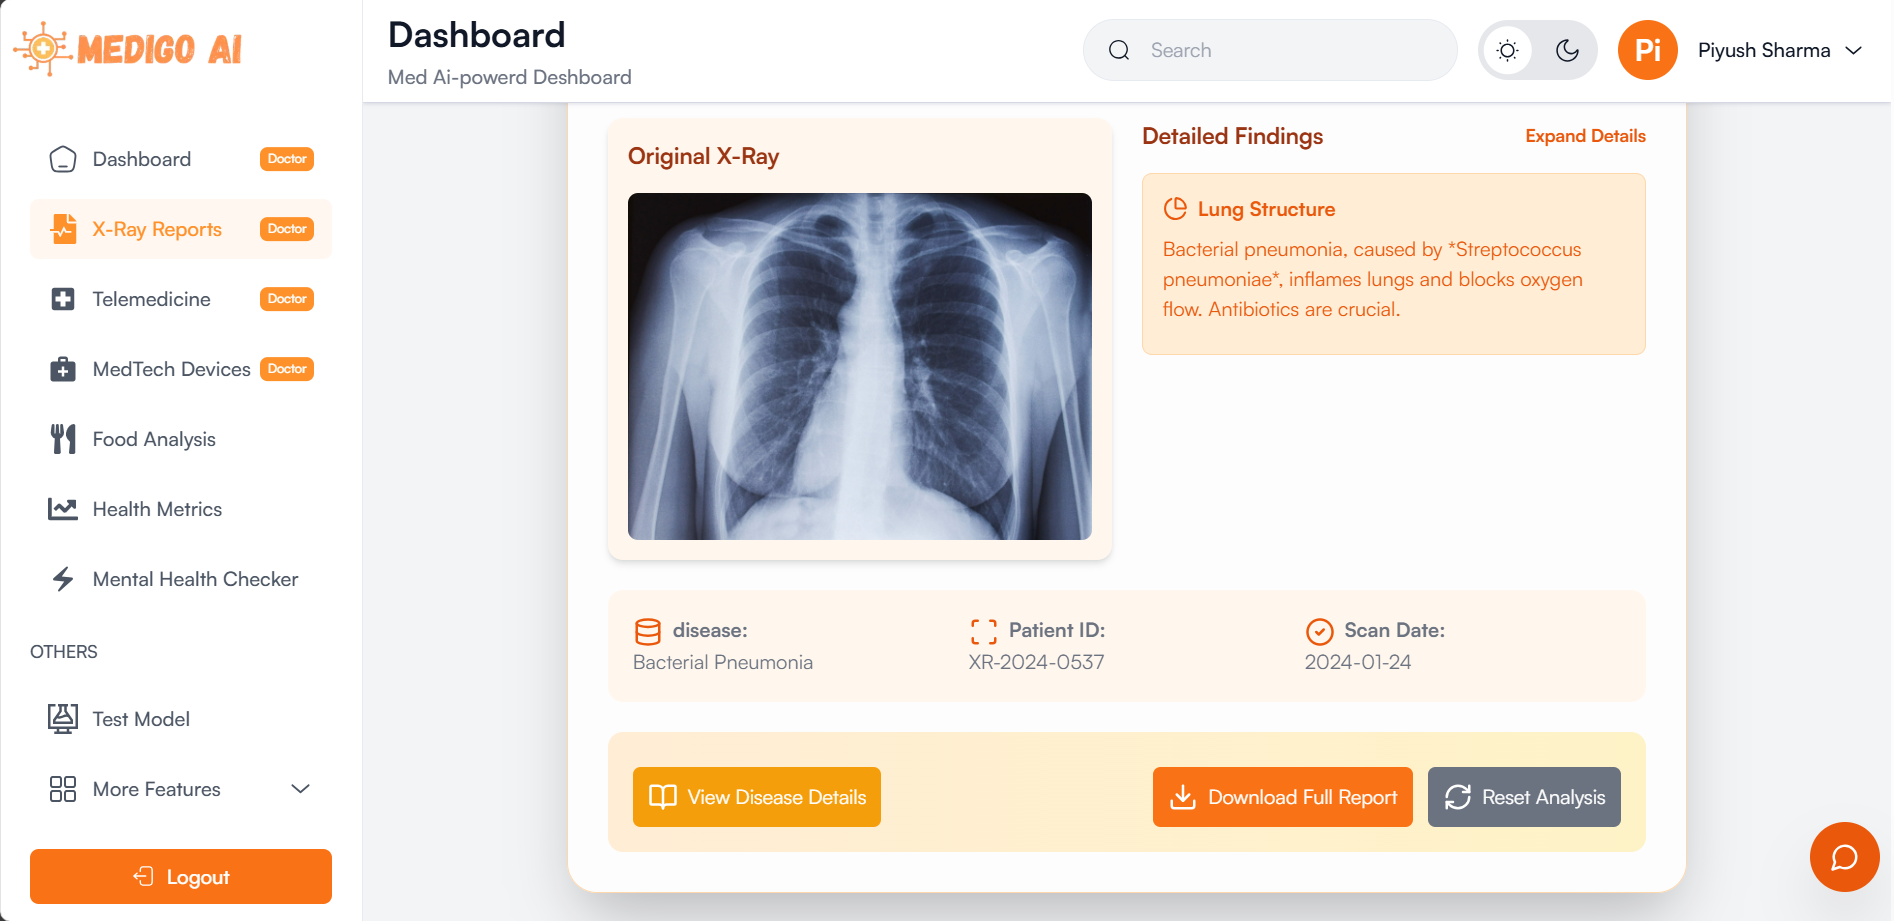 MEDIGO AI
Dashboard
Med Ai-powerd Deshboard
Search
Pi
Piyush Sharma
Dashboard
Doctor
X-Ray Reports
Doctor
Telemedicine
Doctor
MedTech Devices
Doctor
Food Analysis
Health Metrics
Mental Health Checker
OTHERS
Test Model
More Features
Logout
Original X-Ray
Detailed Findings
Expand Details
Lung Structure
Bacterial pneumonia, caused by *Streptococcus
pneumoniae*, inflames lungs and blocks oxygen
flow. Antibiotics are crucial.
disease:
Bacterial Pneumonia
Patient ID:
XR-2024-0537
Scan Date:
2024-01-24
View Disease Details
Download Full Report
Reset Analysis